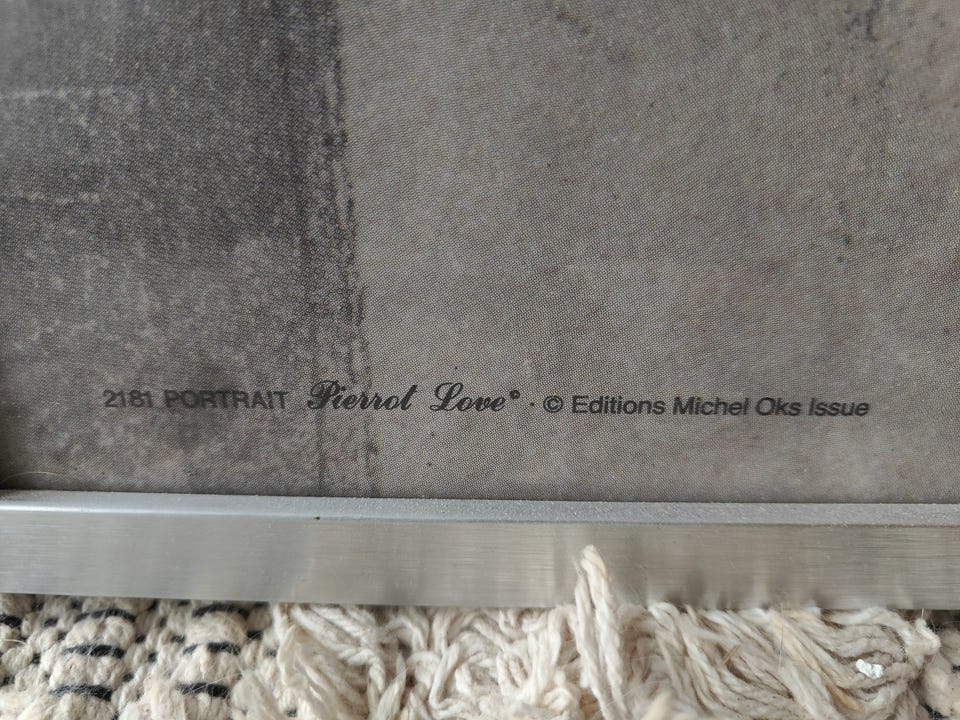 2181 PORTRAIT Pierrot Love® · © Editions Michel Oks Issue